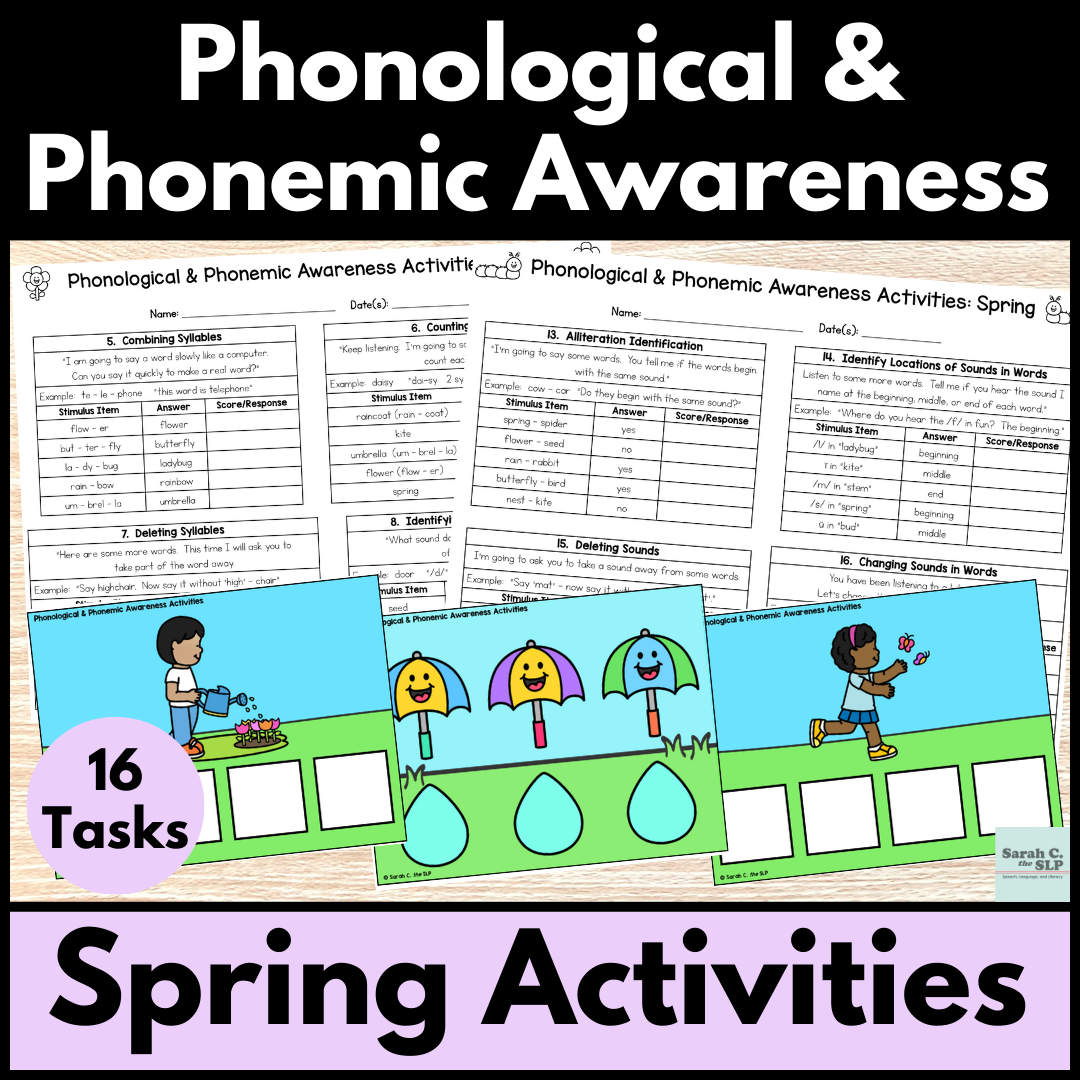 Phonological &
Phonemic Awareness
Phonological & Phonemic Awareness
Name:
Date(s):
5. Combining Syllables
"I am going to say a word slowly like a computer.
Can you say it quickly to make a real word?"
Example: te - le - phone "this word is telephone"
Stimulus Item Answer Score/Response
flow - er flower
but - ter - fly butterfly
la - dy - bug ladybug
rain - bow rainbow
um - brel - la umbrella
6. Counting
"Keep listening. I'm going to
count
Example: daisy "dai-sy 2
Stimulus Item
raincoat (rain - coat)
kite
umbrella (um - brel - la)
flower (flow - er)
spring
7. Deleting Syllables
"Here are some more words. This time I will ask you to
take part of the word away.
Example: "Say highchair. Now say it without 'high' - chair"
8.
"What sound
Example: door "/d/"
Item
seed
Phonological & Phonemic Awareness Activities: Spring
Name:
Date(s):
13. Alliteration Identification
"I'm going to say some words. You tell me if the words begin
with the same sound."
Example: cow - car "Do they begin with the same sound?"
Stimulus Item Answer Score/Response
spring - spider yes
flower - seed no
rain - rabbit yes
butterfly - bird yes
nest - kite no
14. Identify Locations of Sounds in Words
Listen to some more words. Tell me if you hear the sound I
name at the beginning, middle, or end of each word."
Example: "Where do you hear the /f/ in fun? The beginning."
Stimulus Item Answer Score/Response
/l/ in "ladybug" beginning
ī in "kite" middle
/m/ in "stem" end
/s/ in "spring" beginning
ŭ in "bud" middle
15. Deleting Sounds
I'm going to ask you to take a sound away from some words.
Example: "Say 'mat' - now say it
16. Changing Sounds in Words
"You have been listening to
Let's
Phonological & Phonemic Awareness Activities
& Phonemic Awareness Activities
& Phonemic Awareness Activities
16
Tasks
© Sarah C. the SLP
© Sarah C. the SLP
Sarah C.
the SLP
Speech, Language, and Literacy
Spring Activities